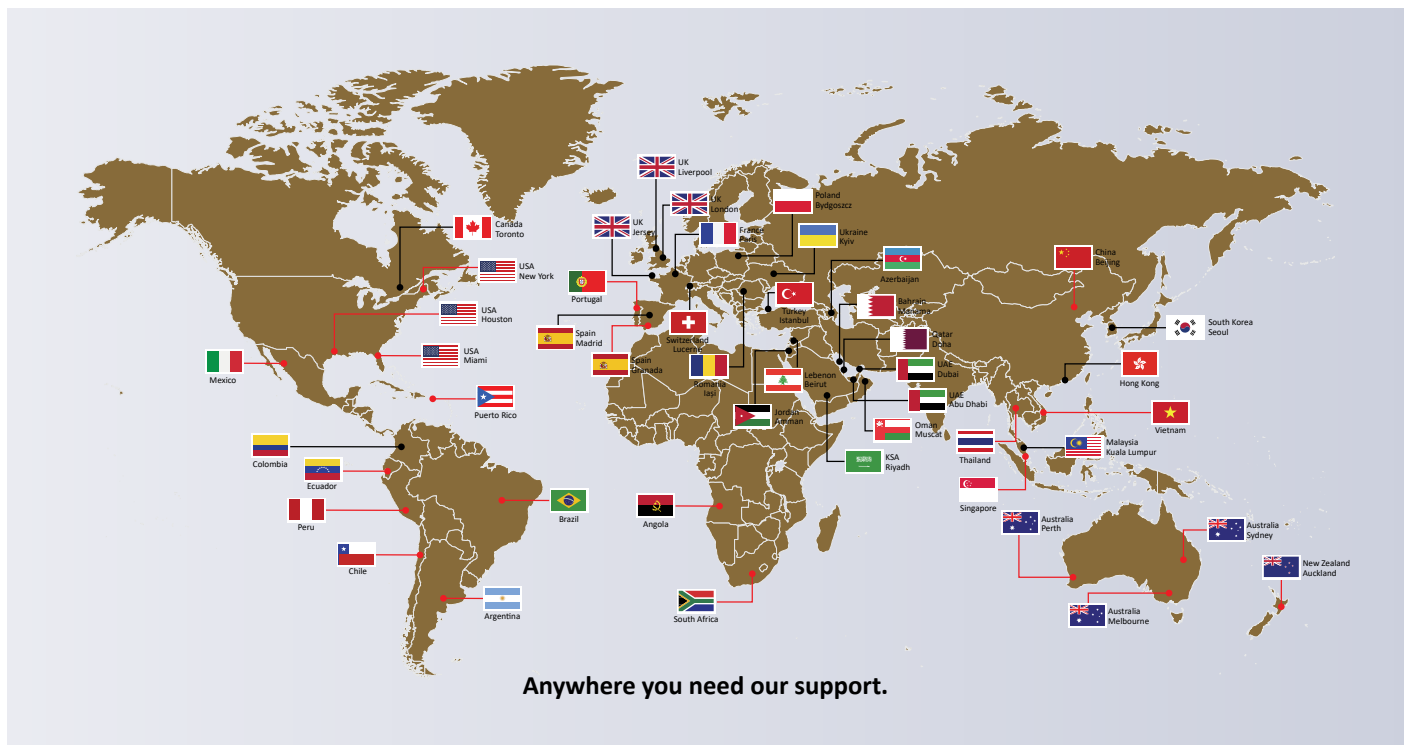 UK
Liverpool
UK
London
Poland
Bydgoszcz
UK
Jersey
France
Paris
Ukraine
Kyiv
Canada
Toronto
China
Beijing
USA
New York
Azerbaijan
Portugal
Bahrain
Manama
USA
Houston
Turkey
Istanbul
South Korea
Seoul
Spain
Madrid
Switzerland
Lucerne
Qatar
Doha
USA
Miami
Spain
Granada
UAE
Dubai
Mexico
Romania
Iași
Lebenon
Beirut
Hong Kong
UAE
Abu Dhabi
Puerto Rico
Jordan
Amman
Oman
Muscat
Vietnam
Colombia
Malaysia
Kuala Lumpur
Thailand
KSA
Riyadh
Ecuador
Singapore
Peru
Brazil
Angola
Australia
Perth
Australia
Sydney
Chile
New Zealand
Auckland
Argentina
South Africa
Australia
Melbourne
Anywhere you need our support.